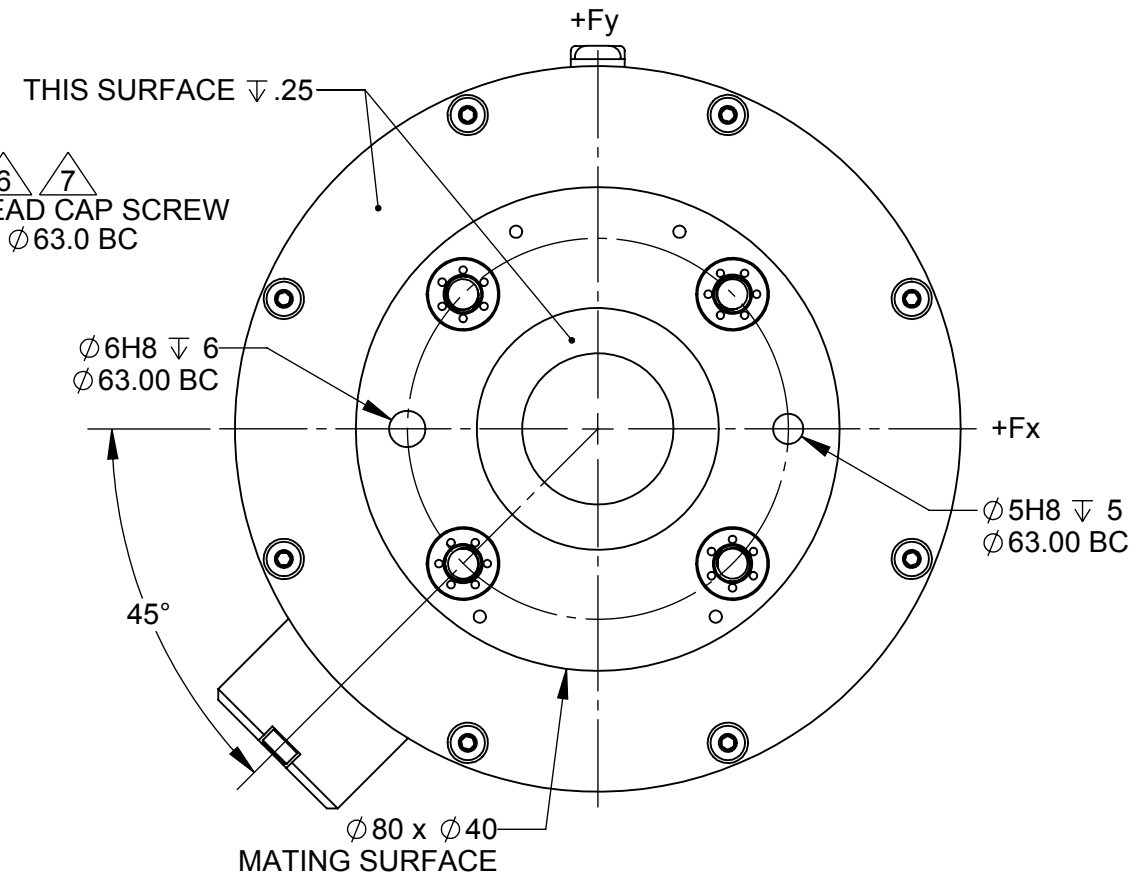 +Fy
THIS SURFACE ↧ .25
6 7
EAD CAP SCREW
∅63.0 BC
∅6H8 ↧ 6
∅63.00 BC
+Fx
∅5H8 ↧ 5
∅63.00 BC
45°
∅80 x ∅40
MATING SURFACE